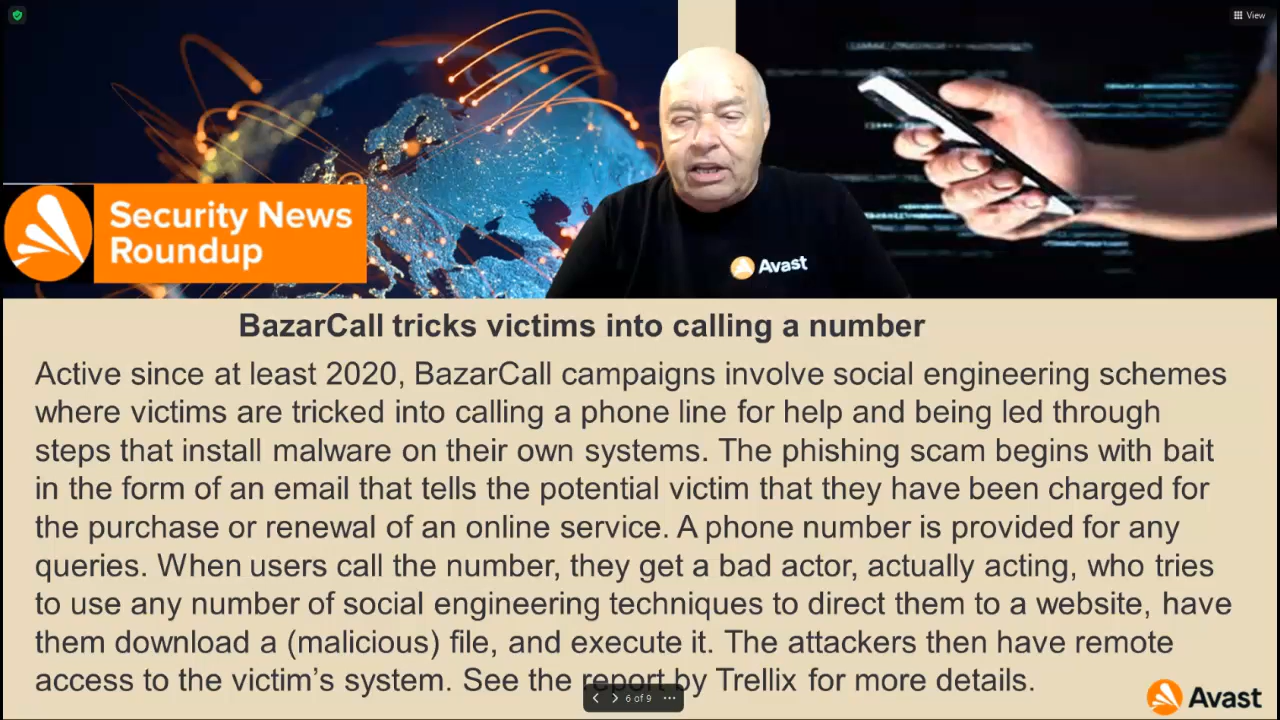 View
Security News
Roundup
Avast
BazarCall tricks victims into calling a number
Active since at least 2020, BazarCall campaigns involve social engineering schemes
where victims are tricked into calling a phone line for help and being led through
steps that install malware on their own systems. The phishing scam begins with bait
in the form of an email that tells the potential victim that they have been charged for
the purchase or renewal of an online service. A phone number is provided for any
queries. When users call the number, they get a bad actor, actually acting, who tries
to use any number of social engineering techniques to direct them to a website, have
them download a (malicious) file, and execute it. The attackers then have remote
access to the victim’s system. See the report by Trellix for more details.
6 of 9
Avast